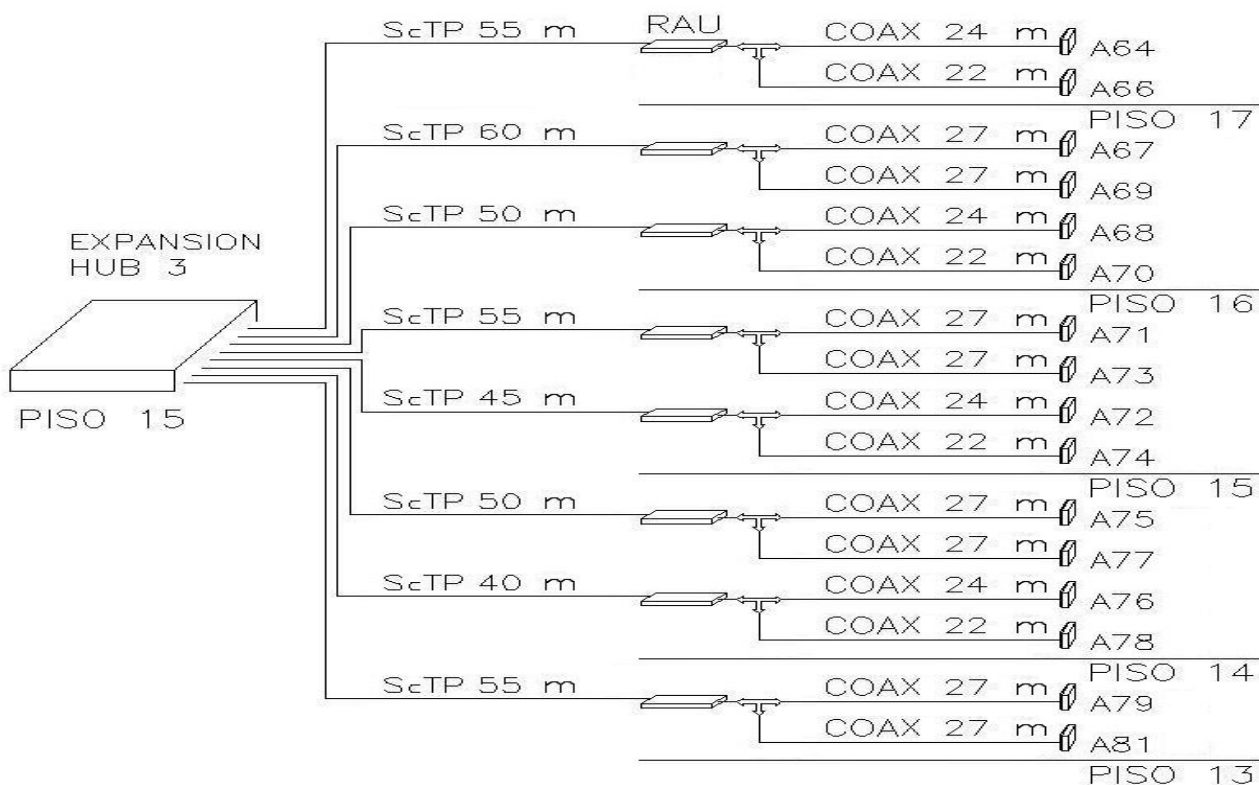 ScTP 55 m RAU COAX 24 m A64
COAX 22 m A66
PISO 17
ScTP 60 m COAX 27 m A67
COAX 27 m A69
ScTP 50 m COAX 24 m A68
COAX 22 m A70
PISO 16
EXPANSION
HUB 3
PISO 15
ScTP 55 m COAX 27 m A71
COAX 27 m A73
ScTP 45 m COAX 24 m A72
COAX 22 m A74
PISO 15
ScTP 50 m COAX 27 m A75
COAX 27 m A77
ScTP 40 m COAX 24 m A76
COAX 22 m A78
PISO 14
ScTP 55 m COAX 27 m A79
COAX 27 m A81
PISO 13